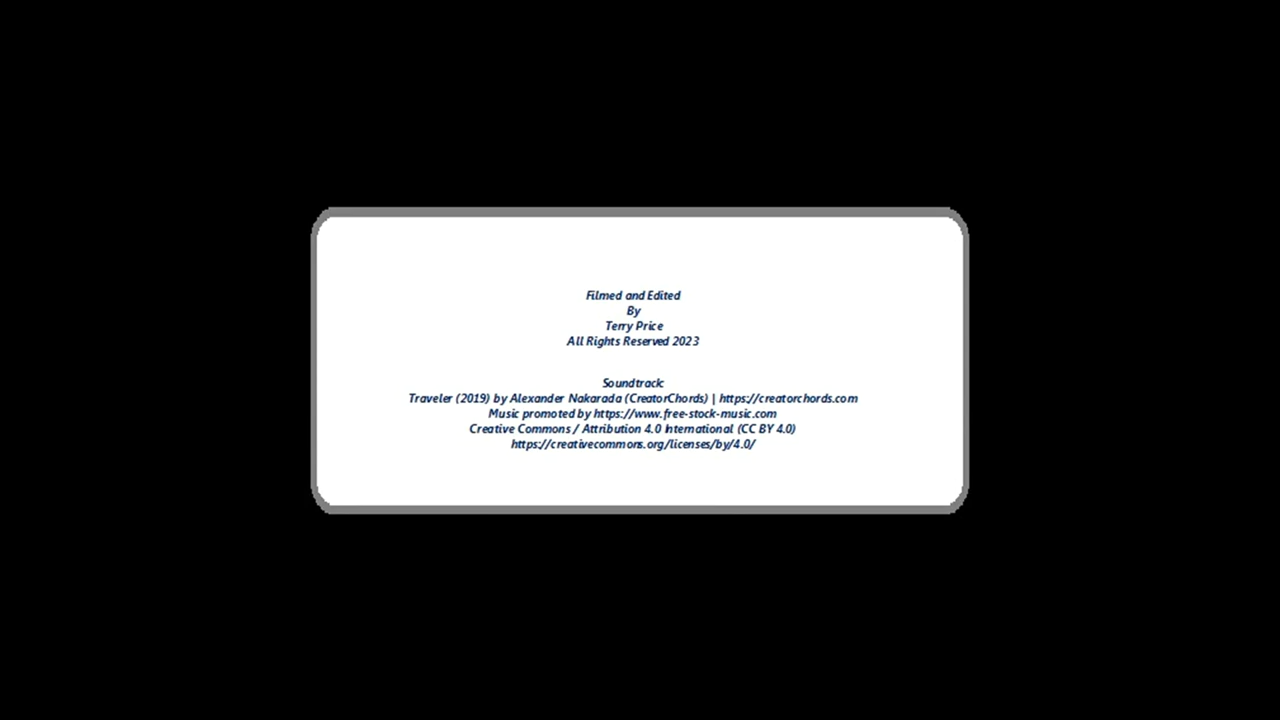 Filmed and Edited
By
Terry Price
All Rights Reserved 2023
Soundtrack
Traveler (2019) by Alexander Nakarada (CreatorChords) | https://creatorchords.com
Music promoted by https://www.free-stock-music.com
Creative Commons / Attribution 4.0 International (CC BY 4.0)
https://creativecommons.org/licenses/by/4.0/